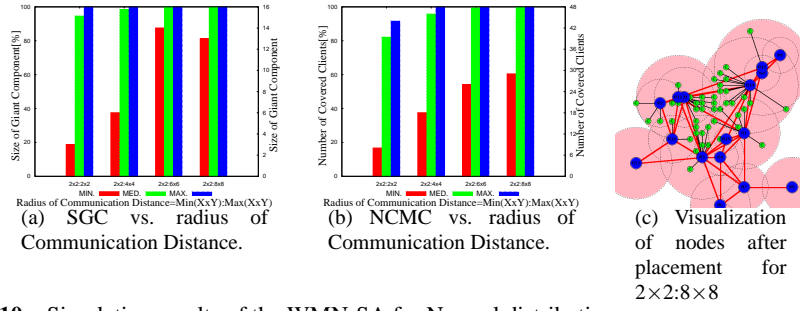 Size of Giant Component[%]
100
80
60
40
20
0
16
14
12
10
8
6
4
2
0
Size of Giant Component
2x2:2x2 2x2:4x4 2x2:6x6 2x2:8x8
MIN. MED. MAX.
Radius of Communication Distance=Min(XxY):Max(XxY)
(a) SGC vs. radius of
Communication Distance.
Number of Covered Clients[%]
100
80
60
40
20
0
48
42
36
30
24
18
12
6
0
Number of Covered Clients
2x2:2x2 2x2:4x4 2x2:6x6 2x2:8x8
MIN. MED. MAX.
Radius of Communication Distance=Min(XxY):Max(XxY)
(b) NCMC vs. radius of
Communication Distance.
(c) Visualization
of nodes after
placement for
2×2:8×8